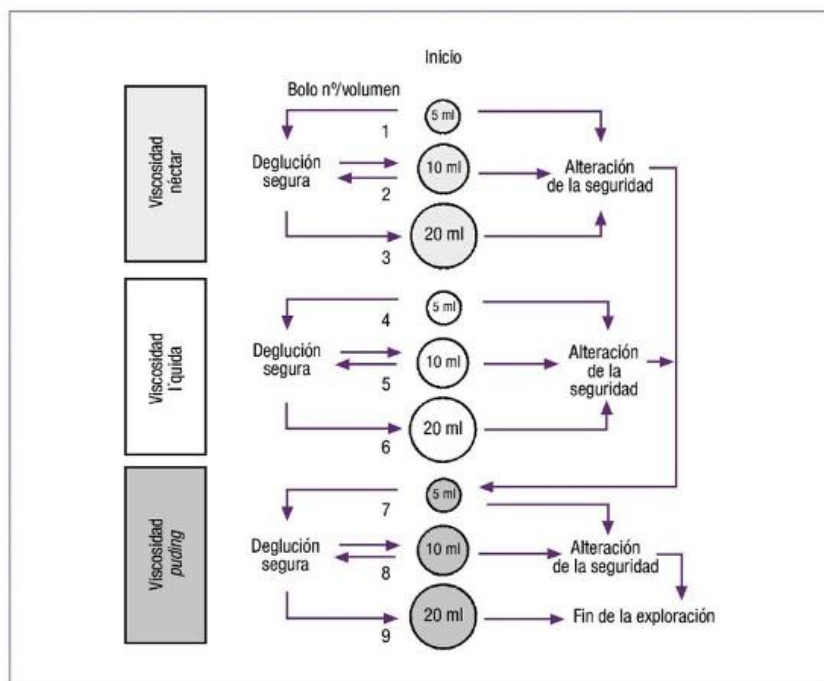 Inicio
Bolo nº/volumen
Viscosidad
néctar
5 ml
1
Deglución
segura
10 ml
2
Alteración
de la seguridad
20 ml
3
Viscosidad
l´quida
5 ml
4
Deglución
segura
10 ml
5
Alteración
de la
seguridad
20 ml
6
Viscosidad
puding
5 ml
7
Deglución
segura
10 ml
8
Alteración
de la seguridad
20 ml
9
Fin de la exploración